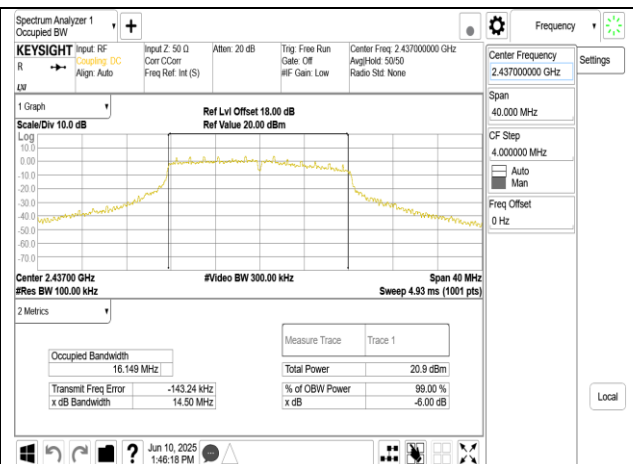 Spectrum Analyzer 1
Occupied BW
Frequency
KEYSIGHT
R
LXI
Input: RF
Coupling: DC
Align: Auto
Input Z: 50 Ω
Corr CCorr
Freq Ref: Int (S)
Atten: 20 dB
Trig: Free Run
Gate: Off
#IF Gain: Low
Center Freq: 2.437000000 GHz
Avg|Hold: 50/50
Radio Std: None
Center Frequency
2.437000000 GHz
Settings
Span
40.000 MHz
CF Step
4.000000 MHz
Auto
Man
Freq Offset
0 Hz
Local
1 Graph
Scale/Div 10.0 dB
Ref Lvl Offset 18.00 dB
Ref Value 20.00 dBm
Log
10.0
0.00
-10.0
-20.0
-30.0
-40.0
-50.0
-60.0
-70.0
Center 2.43700 GHz
#Res BW 100.00 kHz
#Video BW 300.00 kHz
Span 40 MHz
Sweep 4.93 ms (1001 pts)
2 Metrics
Measure Trace Trace 1
Occupied Bandwidth
16.149 MHz
Total Power 20.9 dBm
Transmit Freq Error -143.24 kHz
% of OBW Power 99.00 %
x dB Bandwidth 14.50 MHz
x dB -6.00 dB
?
Jun 10, 2025
1:46:18 PM